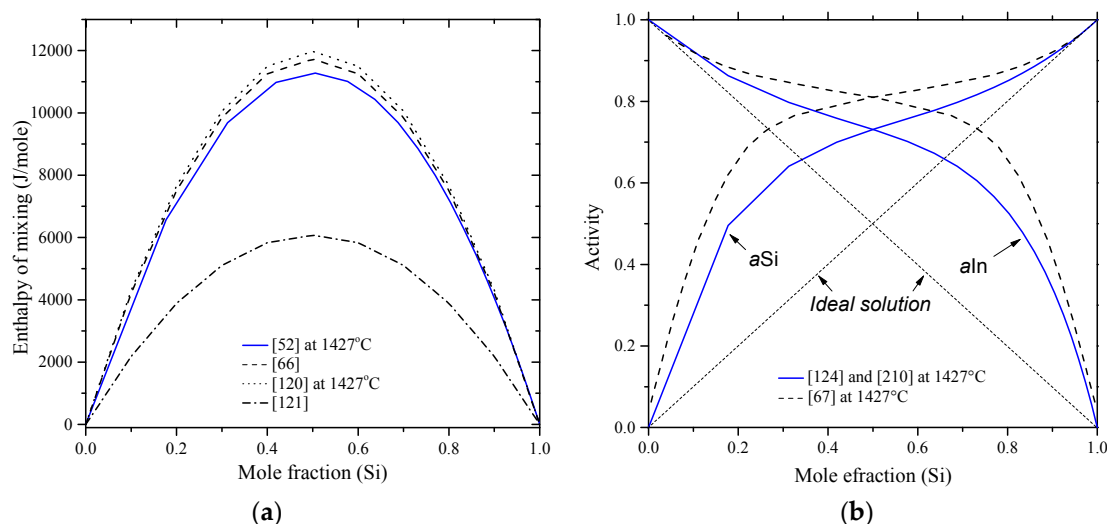 12000
10000
8000
6000
4000
2000
0
Enthalpy of mixing (J/mole)
[52] at 1427°C
[66]
[120] at 1427°C
[121]
0.0 0.2 0.4 0.6 0.8 1.0
Mole fraction (Si)
(a)
1.0
0.8
0.6
0.4
0.2
0.0
Activity
aSi
aIn
Ideal solution
[124] and [210] at 1427°C
[67] at 1427°C
0.0 0.2 0.4 0.6 0.8 1.0
Mole efraction (Si)
(b)